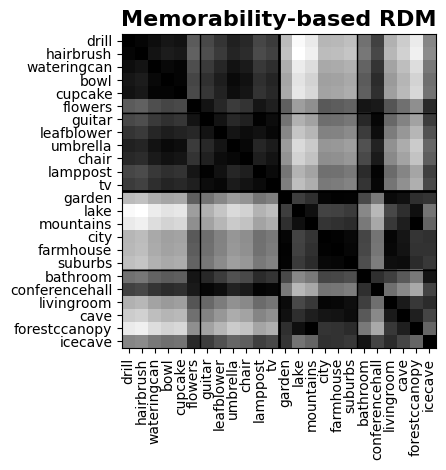 Memorability-based RDM
drill
hairbrush
wateringcan
bowl
cupcake
flowers
guitar
leafblower
umbrella
chair
lamppost
tv
garden
lake
mountains
city
farmhouse
suburbs
bathroom
conferencehall
livingroom
cave
forestccanopy
icecave
drill
hairbrush
wateringcan
bowl
cupcake
flowers
guitar
leafblower
umbrella
chair
lamppost
tv
garden
lake
mountains
city
farmhouse
suburbs
bathroom
conferencehall
livingroom
cave
forestccanopy
icecave